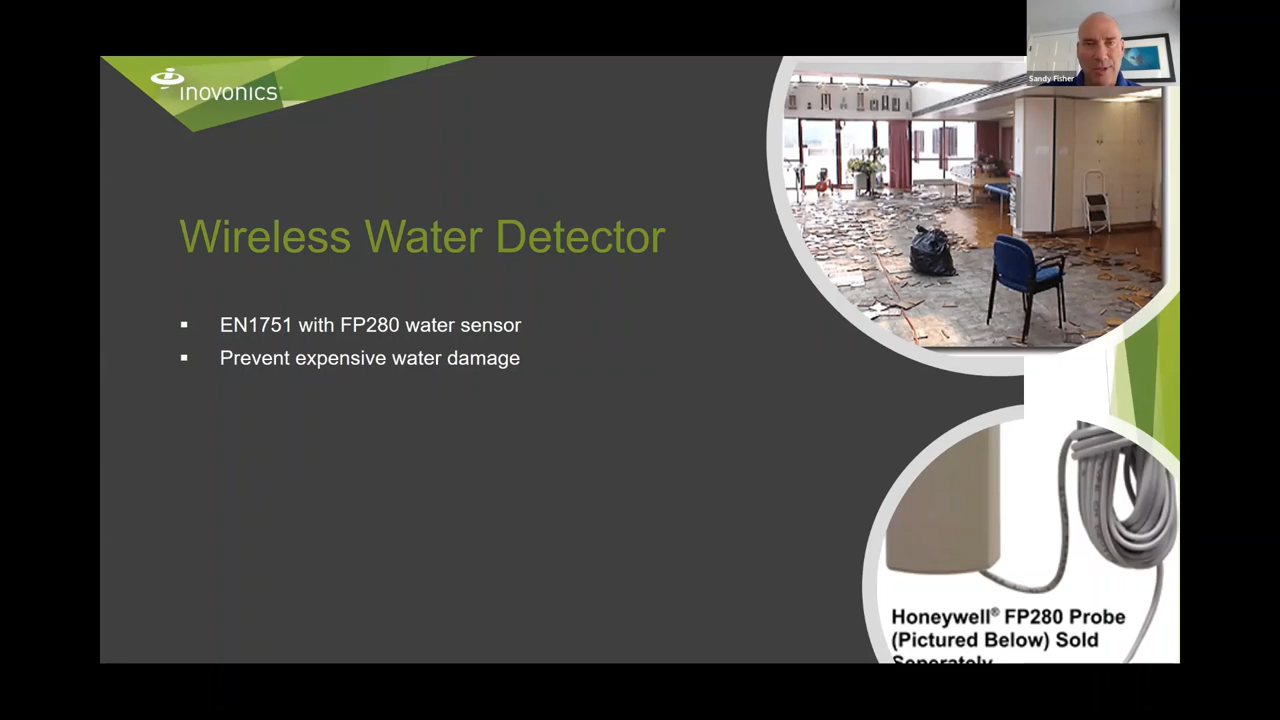 inovonics
Sandy Fisher
Wireless Water Detector
▪ EN1751 with FP280 water sensor
▪ Prevent expensive water damage
Honeywell® FP280 Probe
(Pictured Below) Sold
Seperately